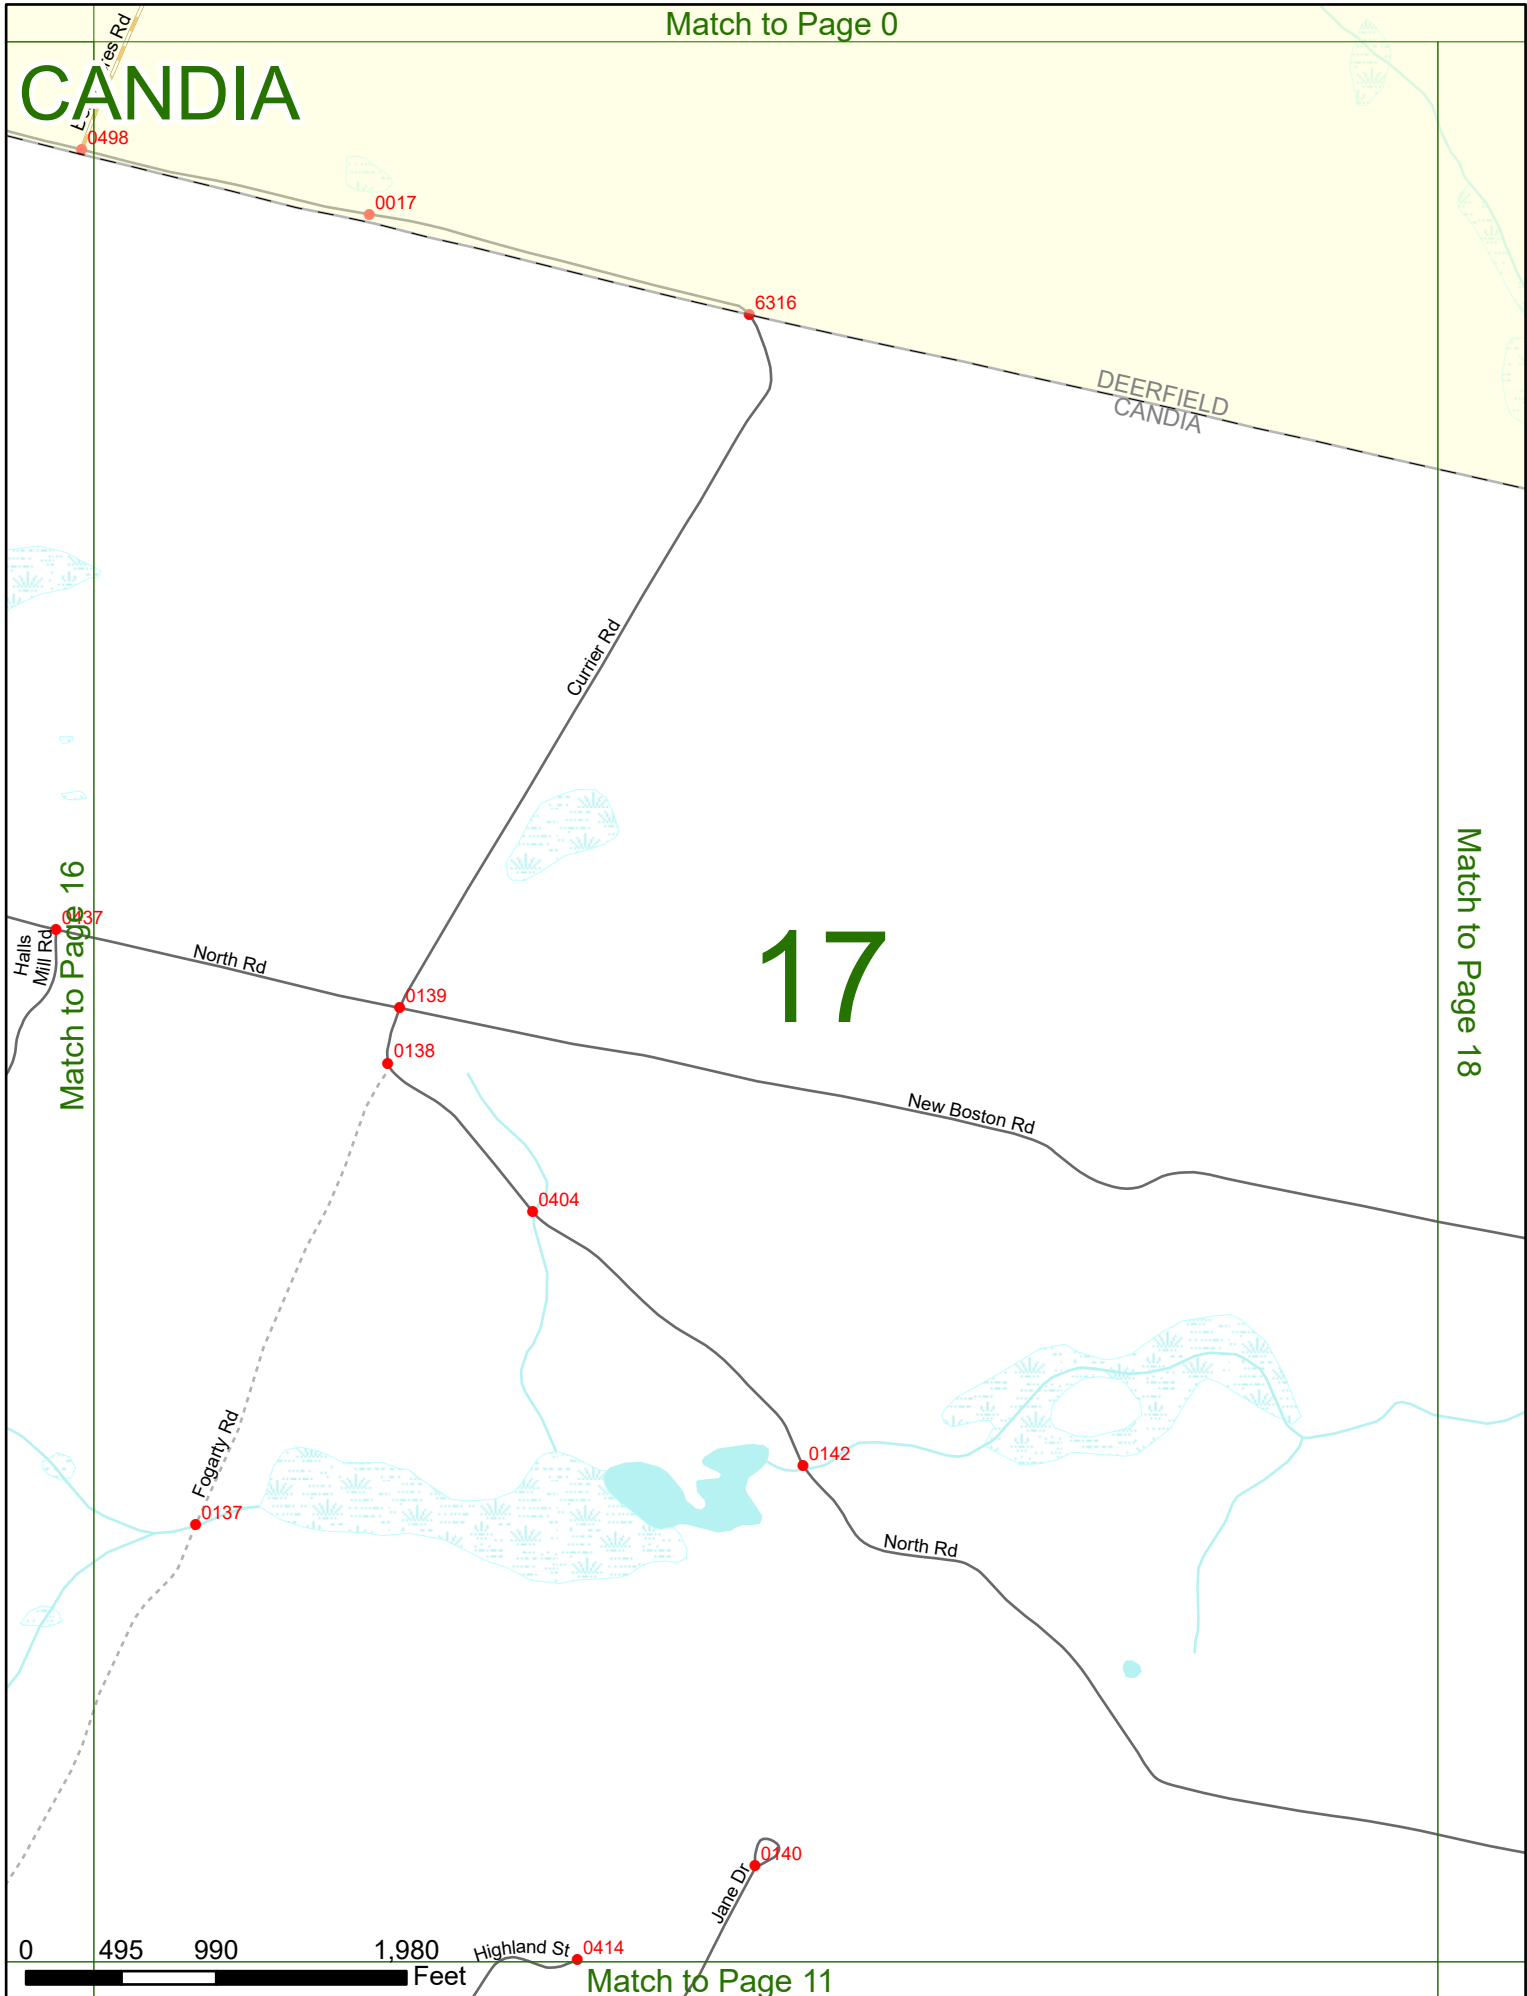 Match to Page 0
CANDIA
0498
0017
6316
DEERFIELD
CANDIA
Currier Rd
Match to Page 16
Match to Page 18
0437
Halls
Mill Rd
North Rd
17
0139
0138
New Boston Rd
0404
Fogarty Rd
0142
0137
North Rd
0140
Jane Dr
0 495 990 1,980
Feet
Highland St
0414
Match to Page 11